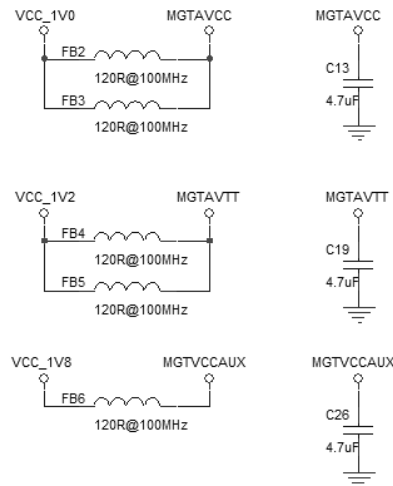 VCC_1V0 MGTAVCC MGTAVCC
FB2
120R@100MHz
FB3
120R@100MHz
C13
4.7uF
VCC_1V2 MGTAVTT MGTAVTT
FB4
120R@100MHz
FB5
120R@100MHz
C19
4.7uF
VCC_1V8 MGTVCCAUX MGTVCCAUX
FB6
120R@100MHz
C26
4.7uF